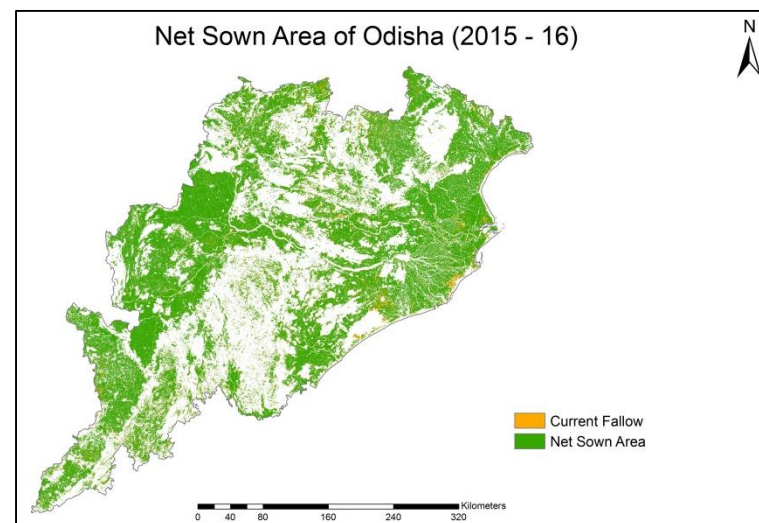 Net Sown Area of Odisha (2015 - 16)
N
Current Fallow
Net Sown Area
Kilometers
0 40 80 160 240 320